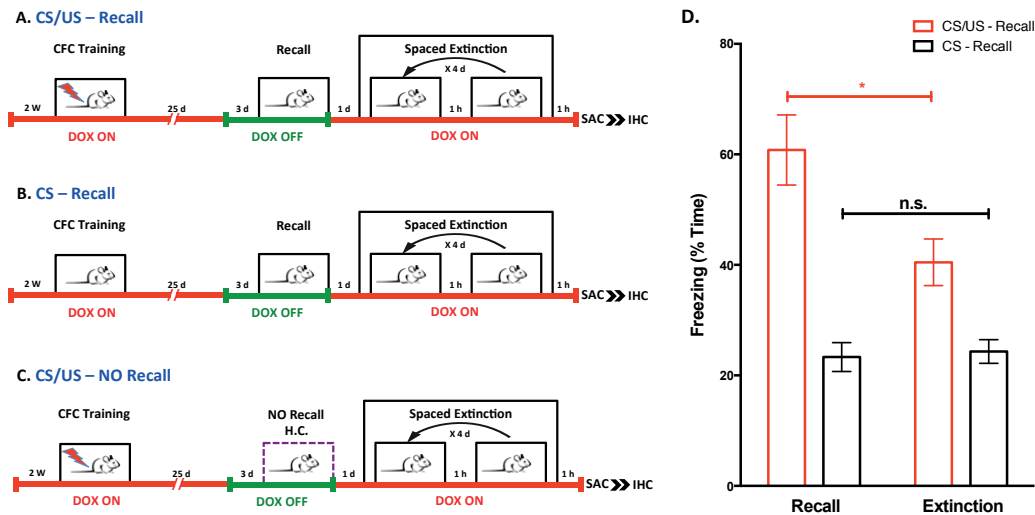 A. CS/US – Recall
CFC Training
Recall
Spaced Extinction
X 4 d
2 W
25 d
3 d
1 d
1 h
1 h
SAC
IHC
DOX ON
DOX OFF
DOX ON
B. CS – Recall
CFC Training
Recall
Spaced Extinction
X 4 d
2 W
25 d
3 d
1 d
1 h
1 h
SAC
IHC
DOX ON
DOX OFF
DOX ON
C. CS/US – NO Recall
CFC Training
NO Recall
H.C.
Spaced Extinction
X 4 d
2 W
25 d
3 d
1 d
1 h
1 h
SAC
IHC
DOX ON
DOX OFF
DOX ON
D.
CS/US - Recall
CS - Recall
80
60
40
20
0
Freezing (% Time)
*
n.s.
Recall
Extinction